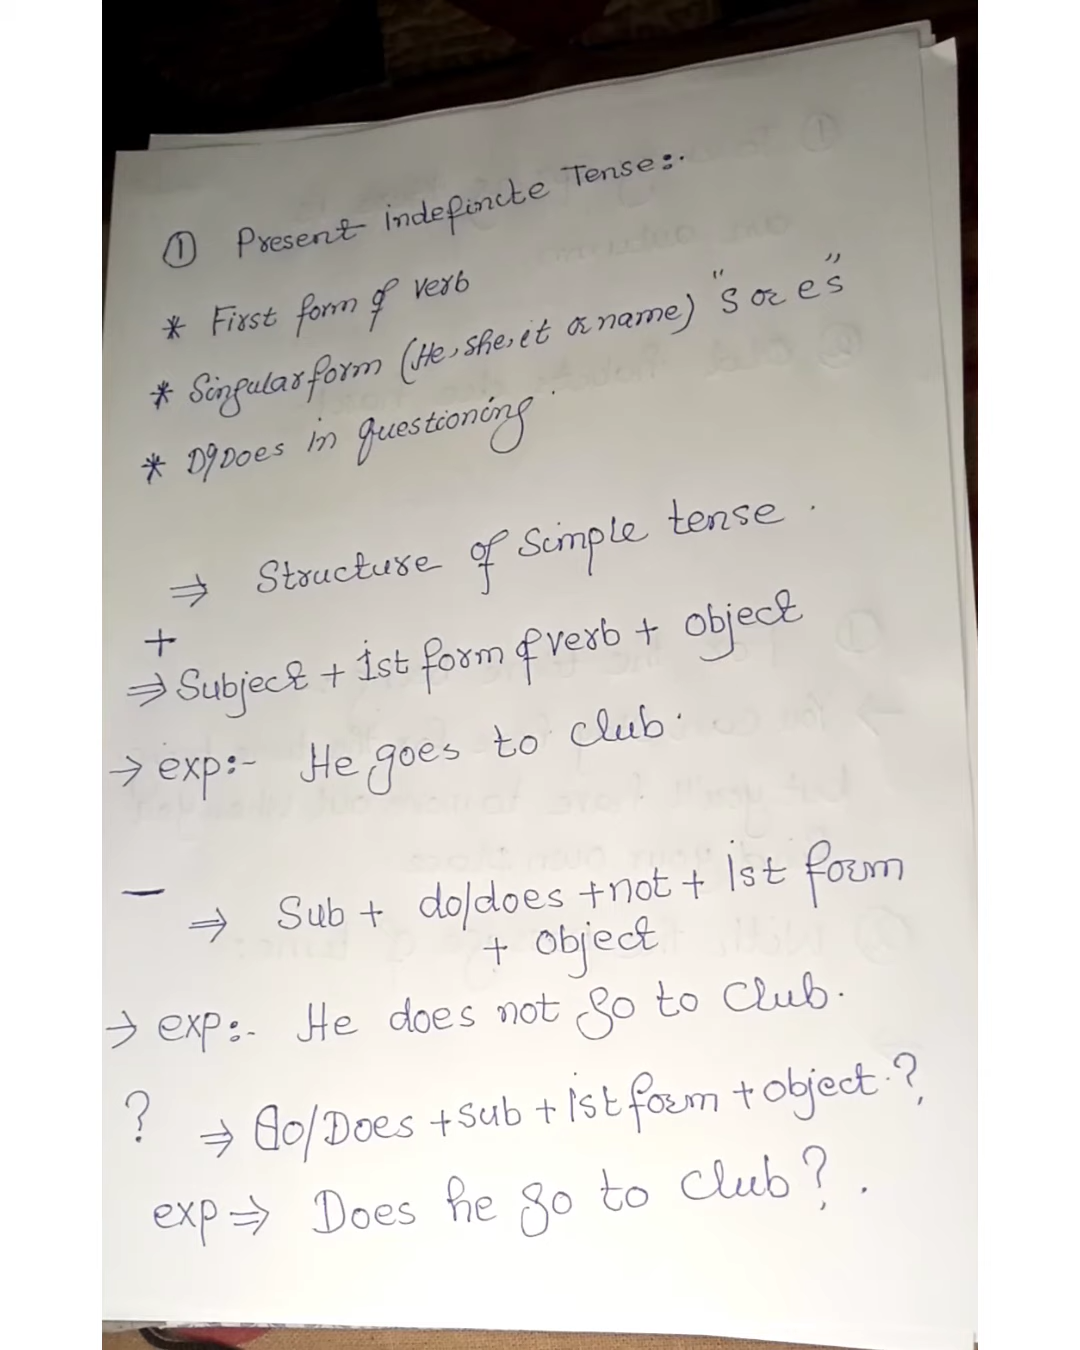 ① Present indefinite Tense:-
* First form of verb
* Singular form (He, she, it or name) "s or es"
* Do/Does in questioning.
⇒ Structure of Simple tense.
+
⇒ Subject + 1st form of verb + object
→ exp:- He goes to club.
–
⇒ Sub + do/does + not + 1st form
+ object
→ exp:- He does not go to club.
? ⇒ Do/Does + sub + 1st form + object.?
exp ⇒ Does he go to club?.